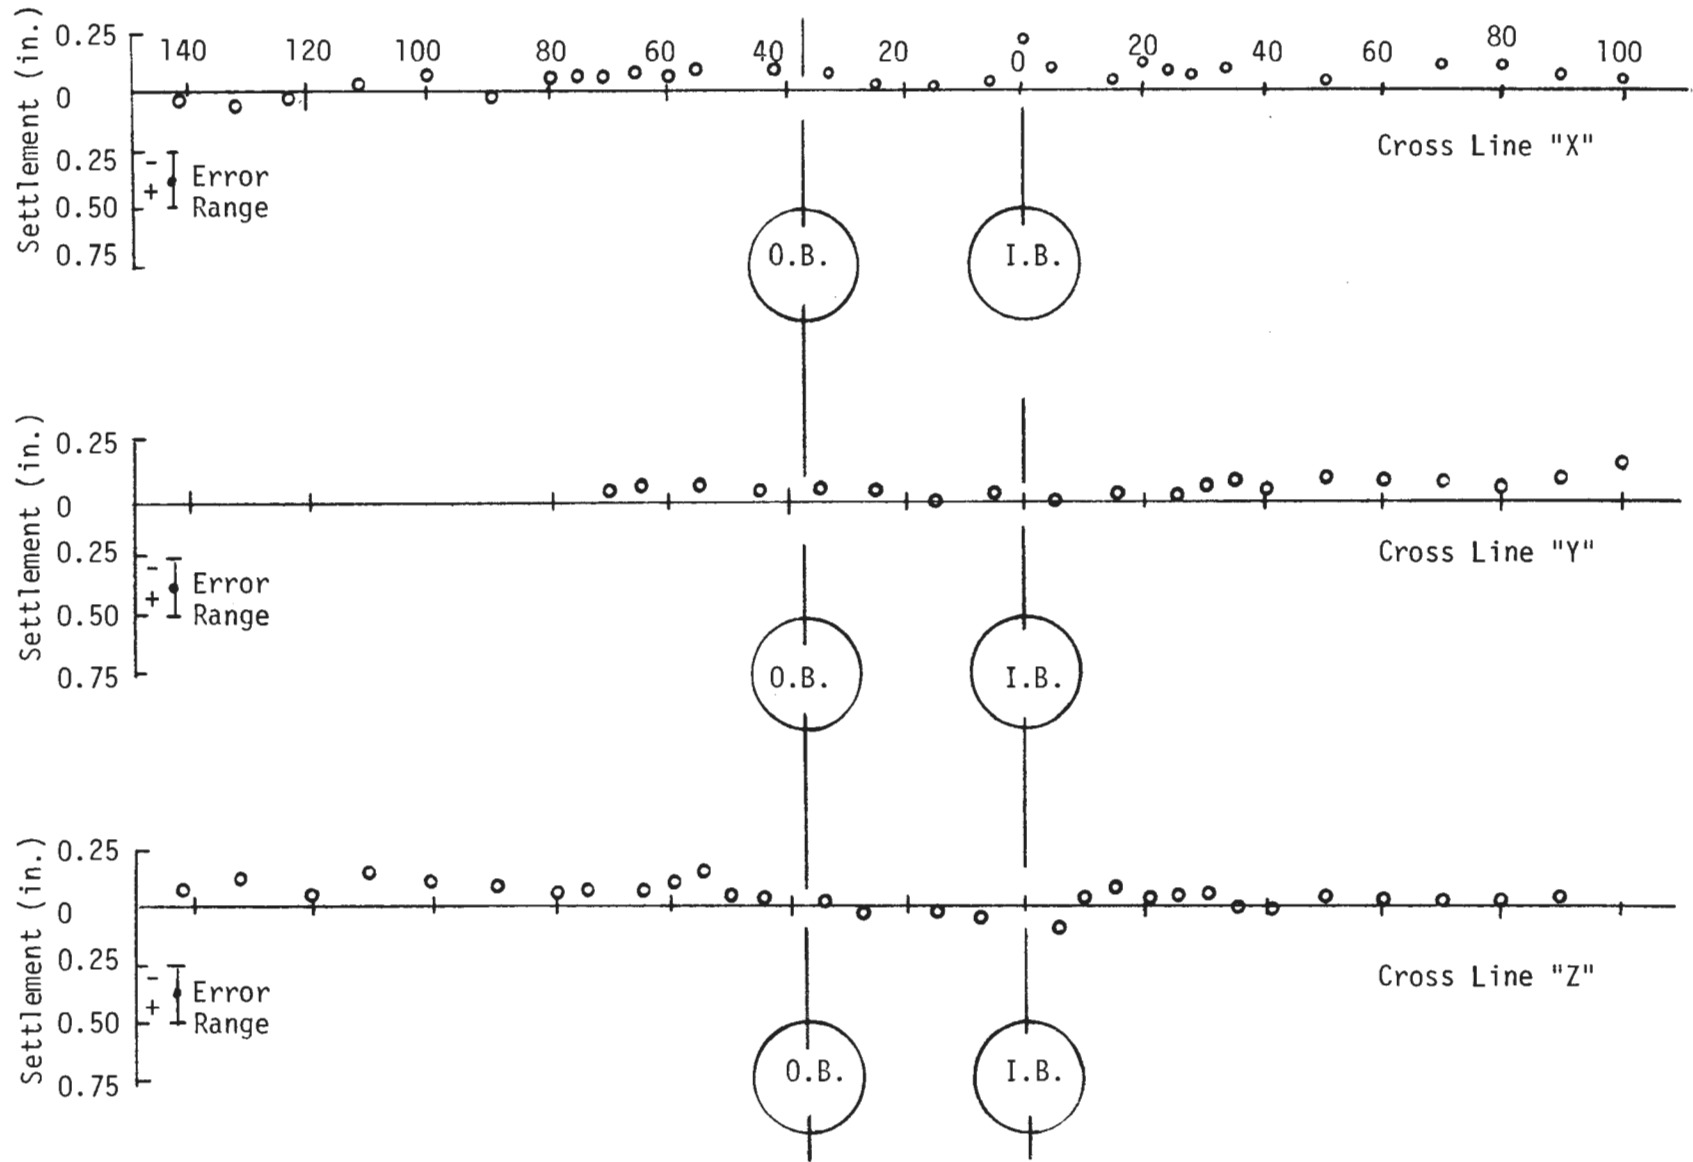 Settlement (in.)
0.25
0
0.25
0.50
0.75
140 120 100 80 60 40 20 0 20 40 60 80 100
- Error
+ Range
Cross Line "X"
O.B. I.B.
Settlement (in.)
0.25
0
0.25
0.50
0.75
- Error
+ Range
Cross Line "Y"
O.B. I.B.
Settlement (in.)
0.25
0
0.25
0.50
0.75
- Error
+ Range
Cross Line "Z"
O.B. I.B.